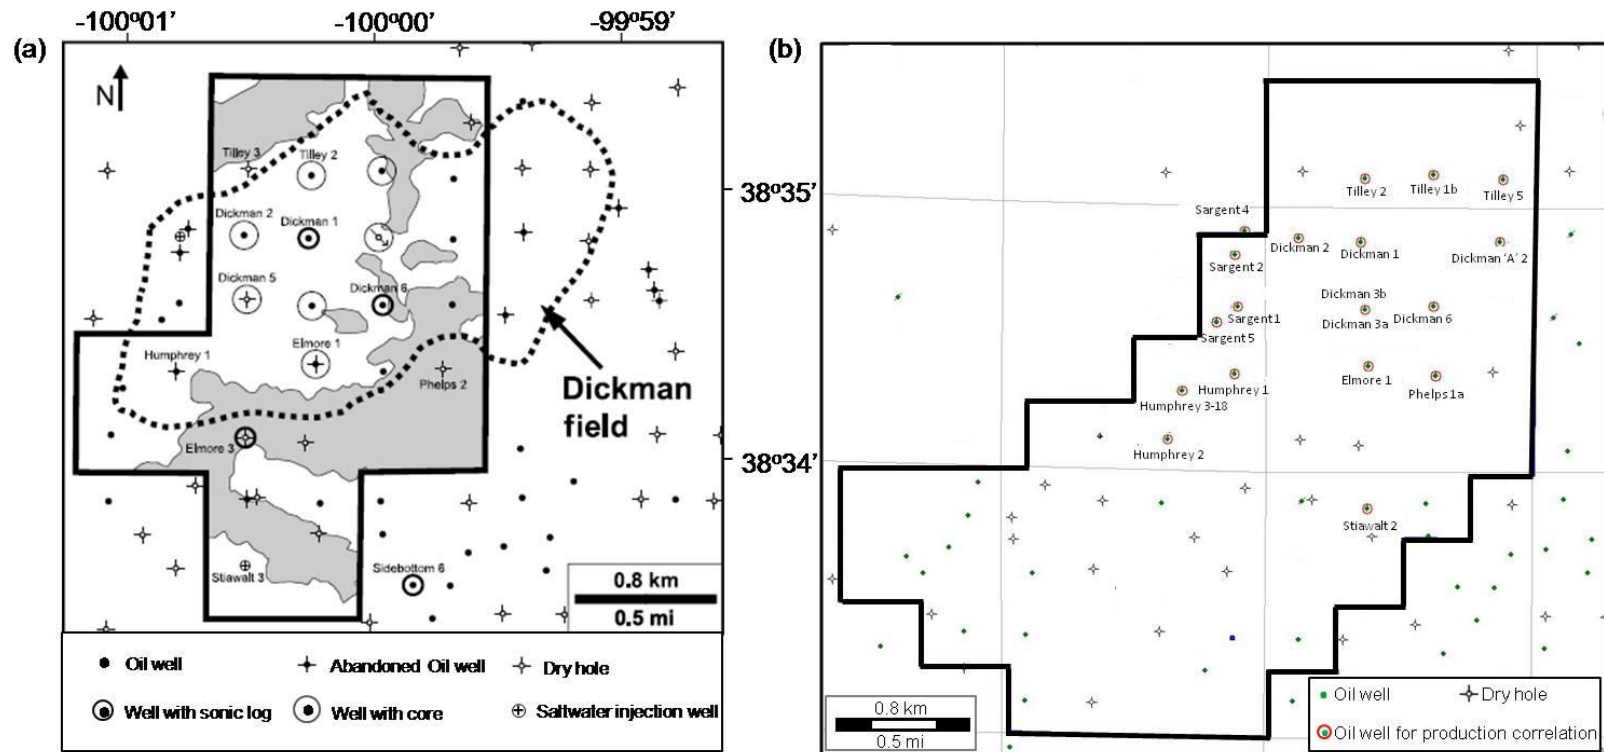 -100º01’ -100º00’ -99º59’
(a)
N
Tilley 3 Tilley 2
Dickman 2 Dickman 1
Dickman 5 Dickman 6
Humphrey 1 Elmore 1 Phelps 2
Dickman
field
Elmore 3
Stiawalt 3 Sidebottom 6
0.8 km
0.5 mi
Oil well Abandoned Oil well Dry hole
Well with sonic log Well with core Saltwater injection well
38º35’
38º34’
(b)
Tilley 2 Tilley 1b Tilley 5
Sargent 4
Dickman 2 Dickman 1 Dickman ‘A’ 2
Sargent 2
Dickman 3b
Sargent1 Dickman 3a Dickman 6
Sargent 5
Humphrey 1 Elmore 1 Phelps 1a
Humphrey 3-18
Humphrey 2
Stiawalt 2
0.8 km
0.5 mi
Oil well Dry hole
Oil well for production correlation